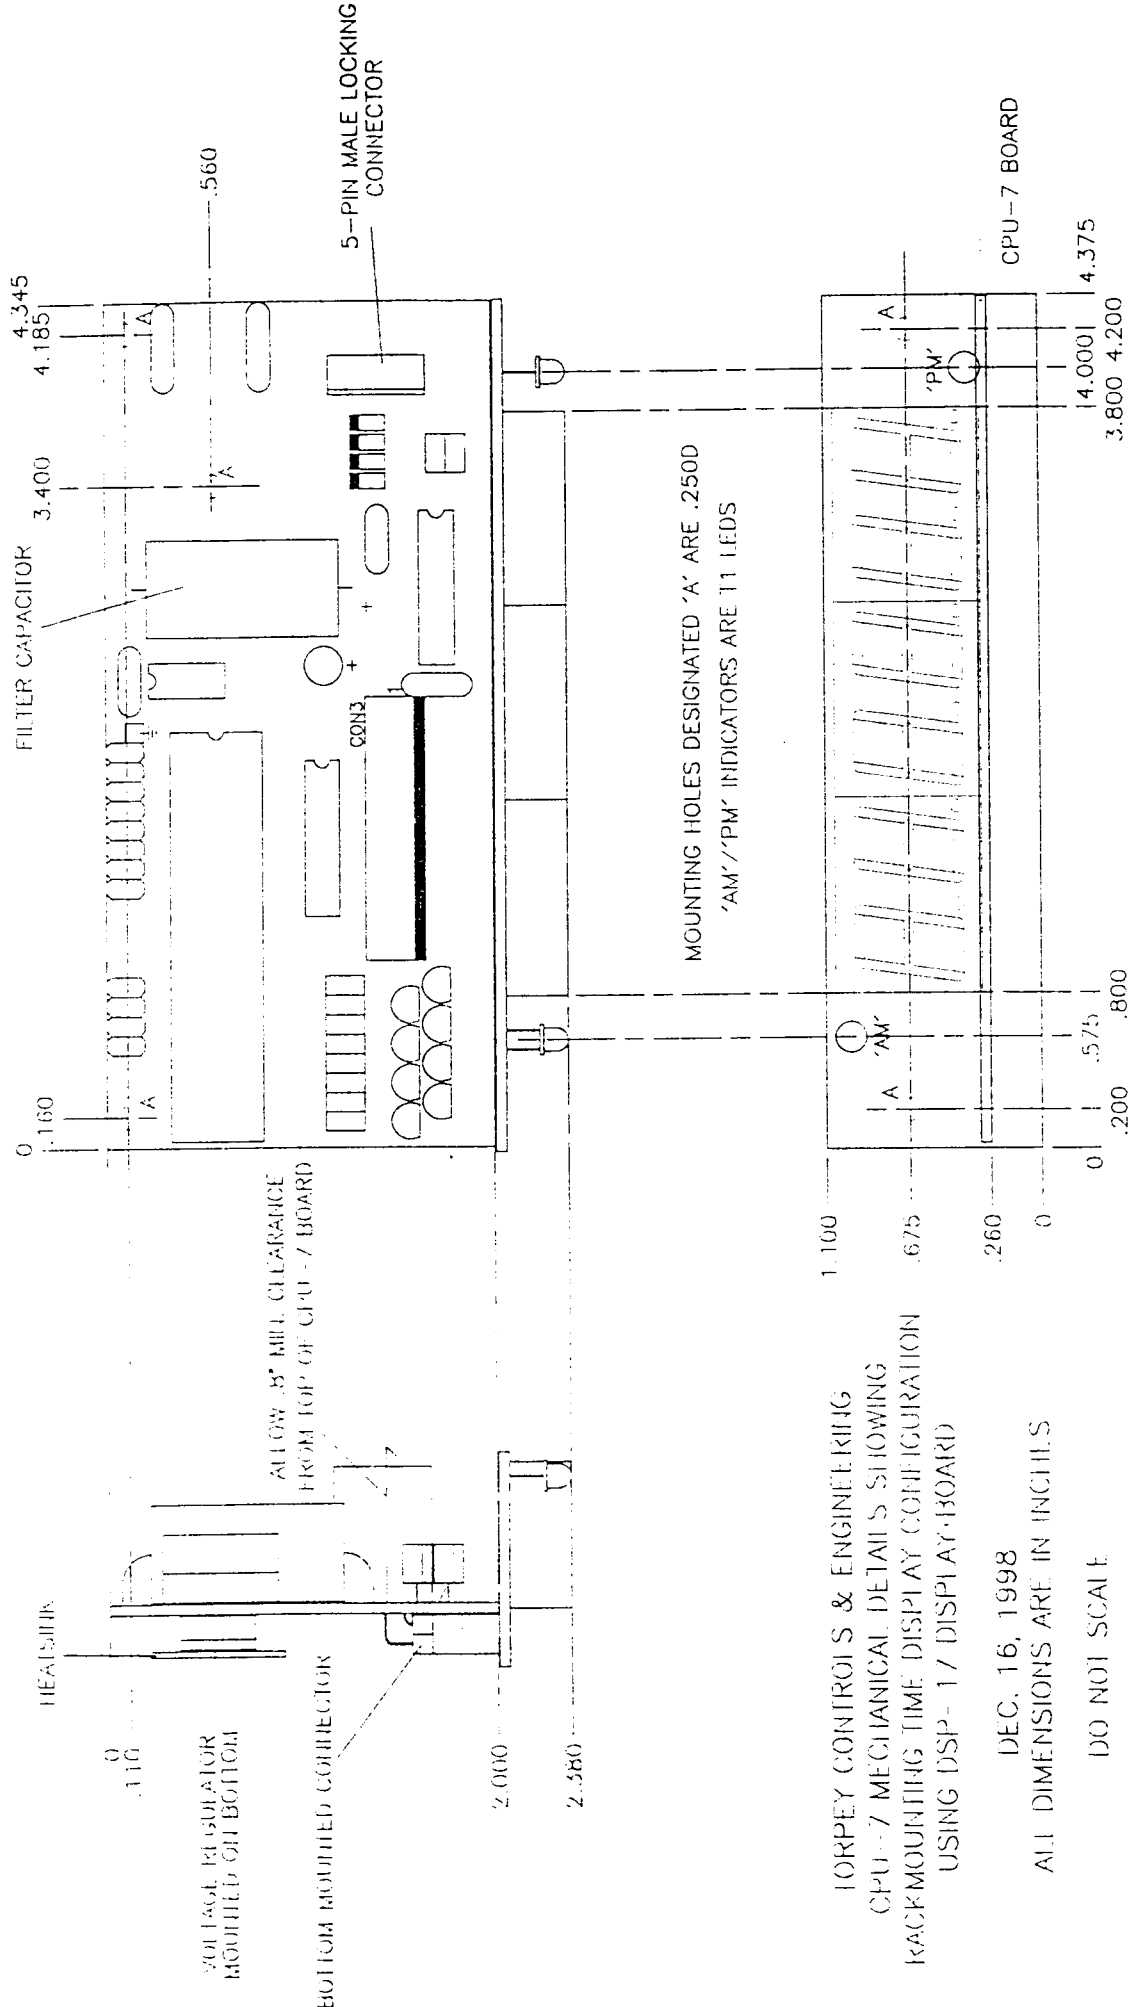 0
.160
3.400
4.185
4.345
FILTER CAPACITOR
A
A
A
.560
5-PIN MALE LOCKING
CONNECTOR
CON3
1
+
+
HEATSINK
0
.110
VOLTAGE REGULATOR
MOUNTED ON BOTTOM
BOTTOM MOUNTED CONNECTOR
ALLOW .8" MIN. CLEARANCE
FROM TOP OF CPU-7 BOARD
2.000
2.380
MOUNTING HOLES DESIGNATED 'A' ARE .250D
'AM'/'PM' INDICATORS ARE T1 LEDS
1.100
.675
.260
0
A
'AM'
'PM'
A
CPU-7 BOARD
0
.200
.575
.800
3.800
4.000
4.200
4.375
TORPEY CONTROLS & ENGINEERING
CPU-7 MECHANICAL DETAILS SHOWING
RACKMOUNTING TIME DISPLAY CONFIGURATION
USING DSP-17 DISPLAY BOARD
DEC. 16, 1998
ALL DIMENSIONS ARE IN INCHES
DO NOT SCALE